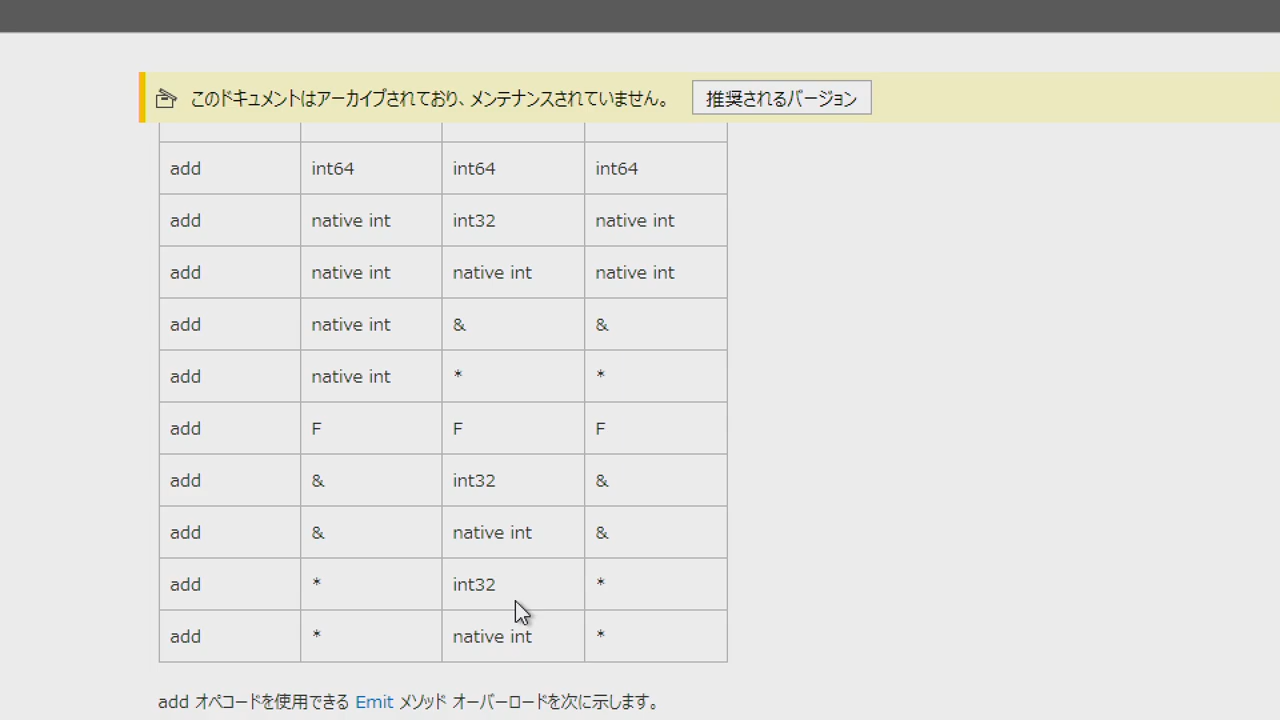 このドキュメントはアーカイブされており、メンテナンスされていません。 推奨されるバージョン
add int64 int64 int64
add native int int32 native int
add native int native int native int
add native int & &
add native int * *
add F F F
add & int32 &
add & native int &
add * int32 *
add * native int *
add オペコードを使用できる Emit メソッド オーバーロードを次に示します。